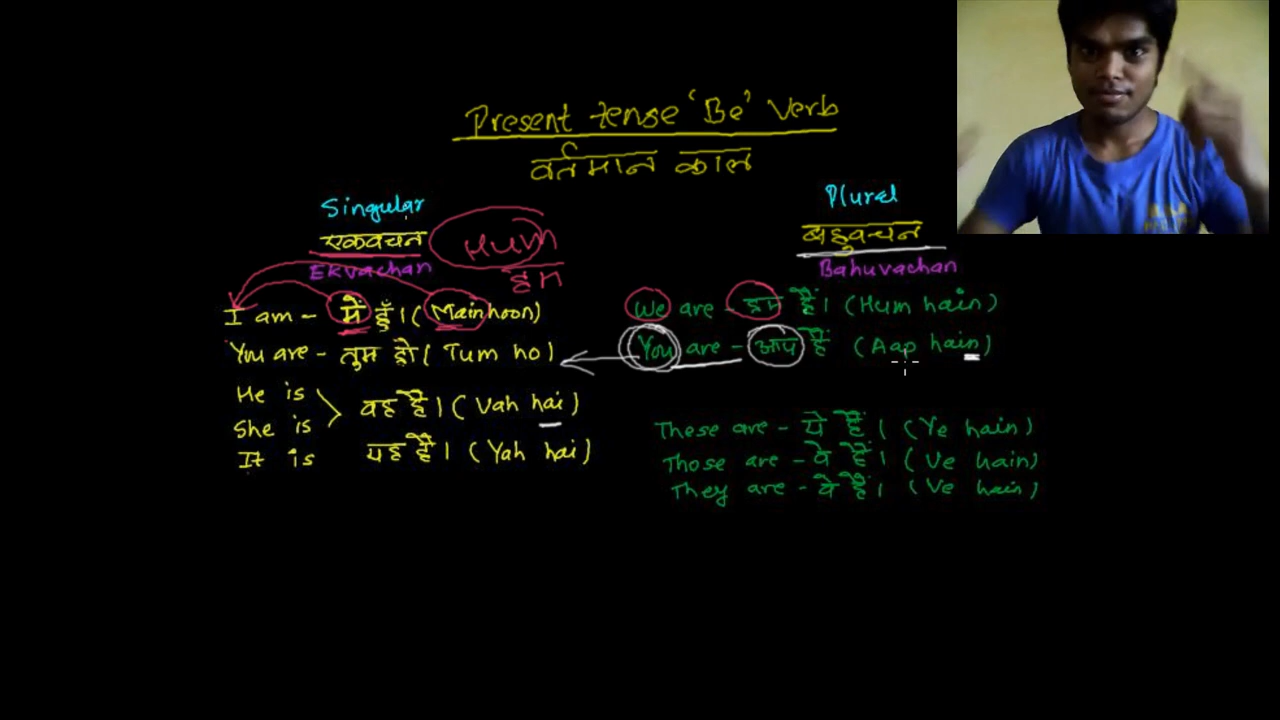 Present tense 'Be' Verb
वर्तमान काल
Singular
एकवचन
Ekvachan
Hum
हम
I am – मैं हूँ। (Main hoon)
You are – तुम हो (Tum ho)
He is
She is
वह है। (Vah hai)
It is यह है। (Yah hai)
Plural
बहुवचन
Bahuvachan
We are – हम हैं। (Hum hain)
You are – आप हैं (Aap hain)
These are – ये हैं। (Ye hain)
Those are – वे हैं। (Ve hain)
They are – वे हैं। (Ve hain)